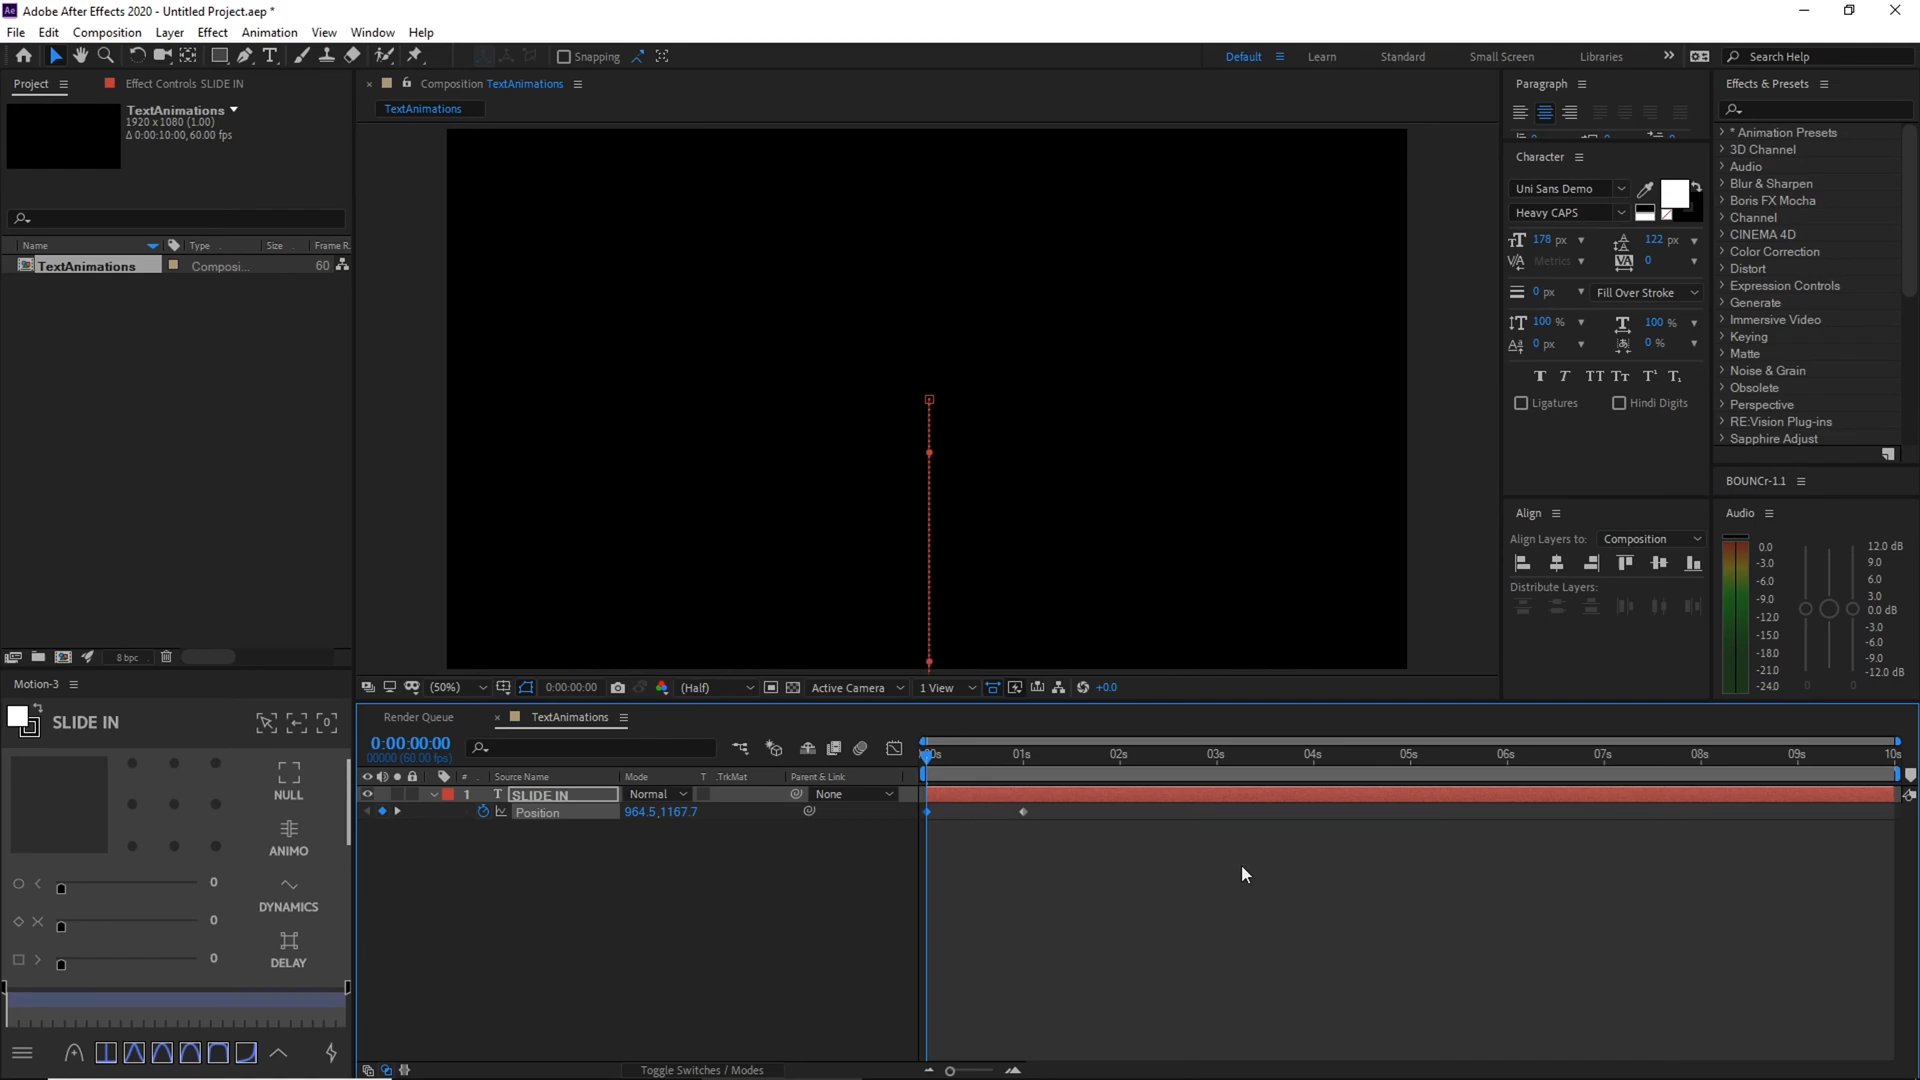 Ae Adobe After Effects 2020 - Untitled Project.aep *
File Edit Composition Layer Effect Animation View Window Help
Snapping
Default Learn Standard Small Screen Libraries Search Help
Project Effect Controls SLIDE IN
TextAnimations
1920 x 1080 (1.00)
Δ 0:00:10:00, 60.00 fps
Name Type Size Frame R.
TextAnimations Composi... 60
8 bpc
Composition TextAnimations
TextAnimations
(50%) 0:00:00:00 (Half) Active Camera 1 View +0.0
Paragraph
Character
Uni Sans Demo
Heavy CAPS
178 px 122 px
Metrics 0
0 px Fill Over Stroke
100 % 100 %
0 px 0 %
T T TT Tt T¹ T₁
Ligatures Hindi Digits
Align
Align Layers to: Composition
Distribute Layers:
Effects & Presets
* Animation Presets
3D Channel
Audio
Blur & Sharpen
Boris FX Mocha
Channel
CINEMA 4D
Color Correction
Distort
Expression Controls
Generate
Immersive Video
Keying
Matte
Noise & Grain
Obsolete
Perspective
RE:Vision Plug-ins
Sapphire Adjust
BOUNCr-1.1
Audio
0.0 12.0 dB
-3.0 9.0
-6.0 6.0
-9.0 3.0
-12.0 0.0 dB
-15.0 -3.0
-18.0 -6.0
-21.0 -9.0
-24.0 0 0 -12.0 dB
Motion-3
SLIDE IN
NULL
ANIMO
0
DYNAMICS
0
DELAY
0
Render Queue TextAnimations
0:00:00:00
00000 (60.00 fps)
00s 01s 02s 03s 04s 05s 06s 07s 08s 09s 10s
# Source Name Mode T .TrkMat Parent & Link
1 T SLIDE IN Normal None
Position 964.5,1167.7
Toggle Switches / Modes